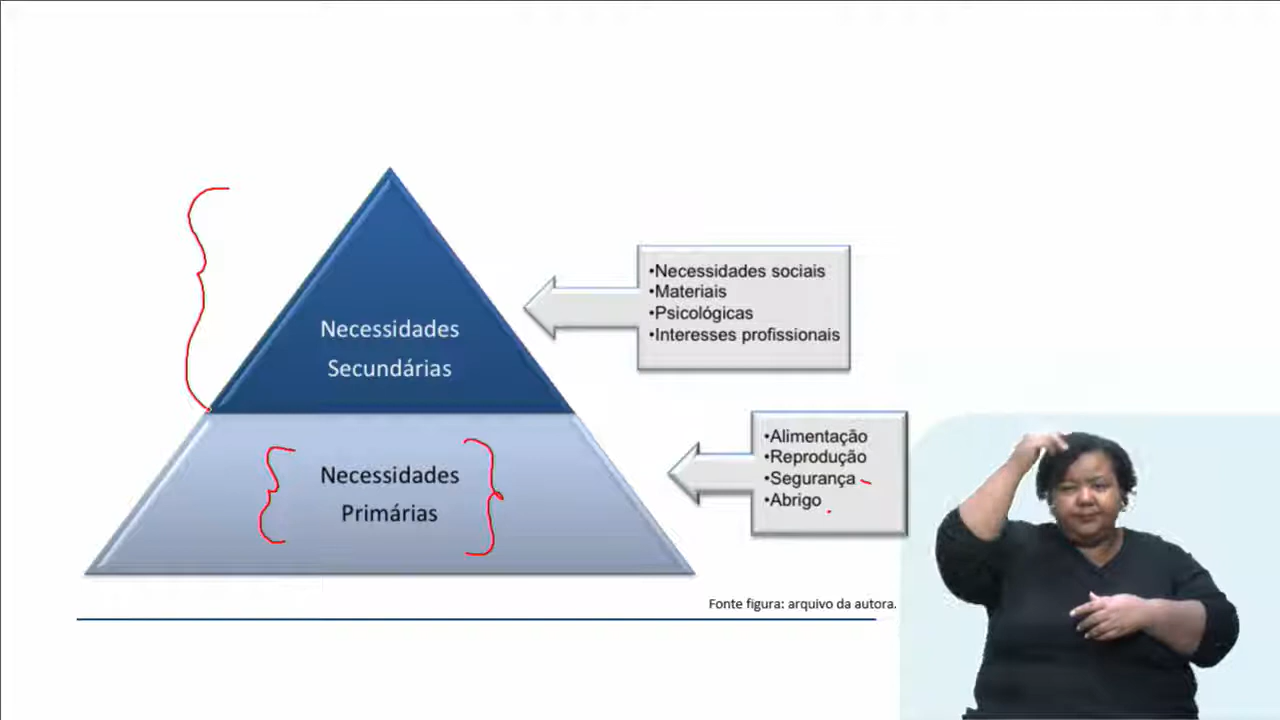 Necessidades
Secundárias
•Necessidades sociais
•Materiais
•Psicológicas
•Interesses profissionais
Necessidades
Primárias
•Alimentação
•Reprodução
•Segurança
•Abrigo
Fonte figura: arquivo da autora.